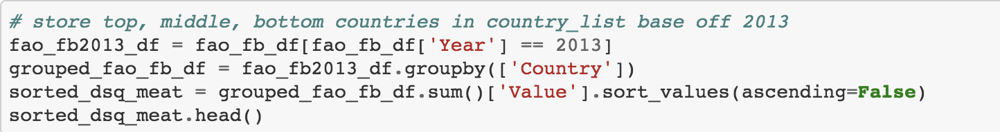 # store top, middle, bottom countries in country_list base off 2013
fao_fb2013_df = fao_fb_df[fao_fb_df['Year'] == 2013]
grouped_fao_fb_df = fao_fb2013_df.groupby(['Country'])
sorted_dsq_meat = grouped_fao_fb_df.sum()['Value'].sort_values(ascending=False)
sorted_dsq_meat.head()